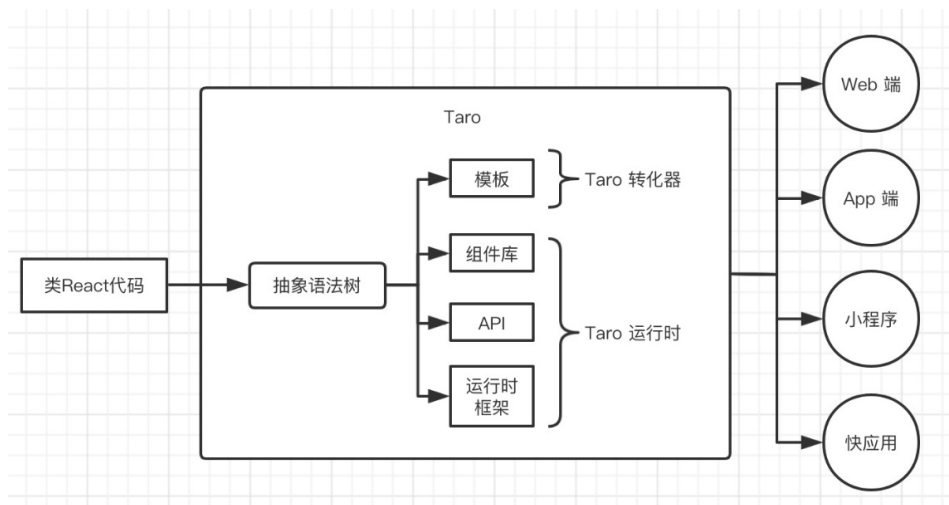 Taro
类React代码
抽象语法树
模板
Taro 转化器
组件库
API
运行时
框架
Taro 运行时
Web 端
App 端
小程序
快应用